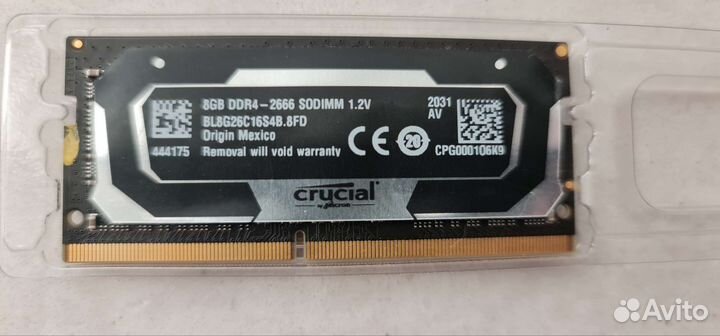 8GB DDR4-2666 SODIMM 1.2V
BL8G26C16S4B.8FD
Origin Mexico
Removal will void warranty
444175
2031
AV
CE
20
CPG000106K9
crucial
by Micron
Avito